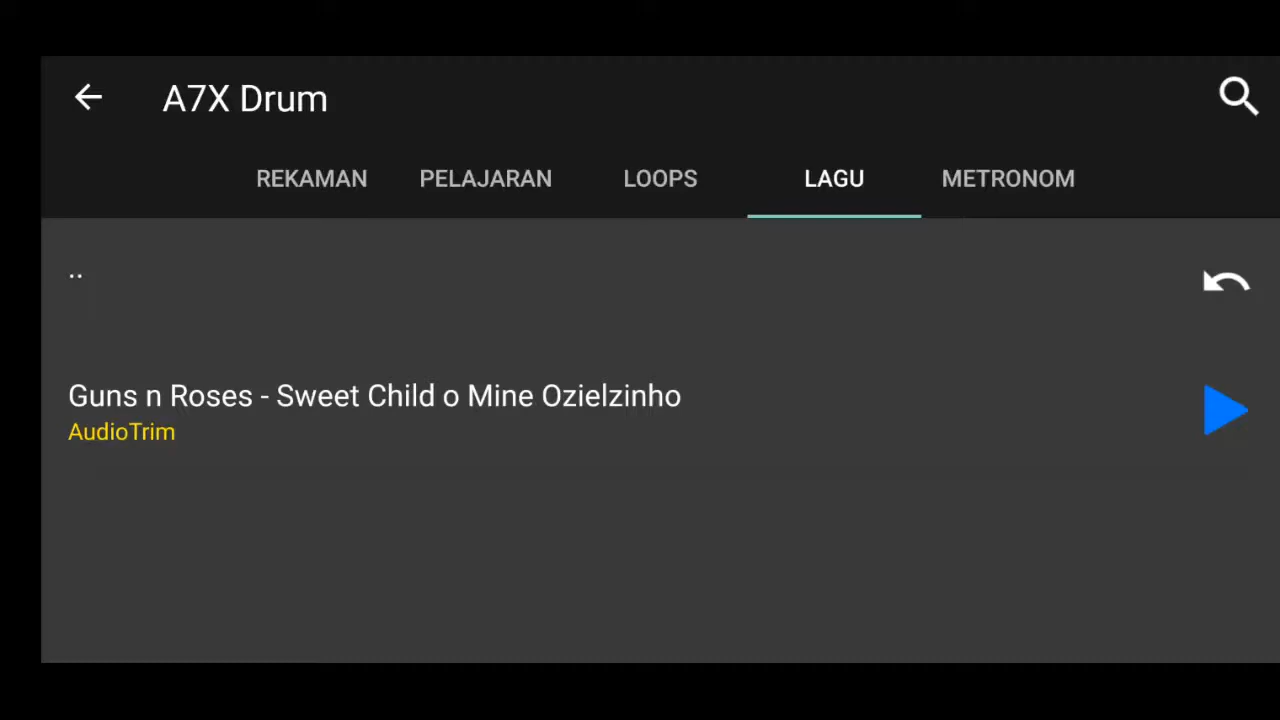 A7X Drum
REKAMAN PELAJARAN LOOPS LAGU METRONOM
..
Guns n Roses - Sweet Child o Mine Ozielzinho
AudioTrim